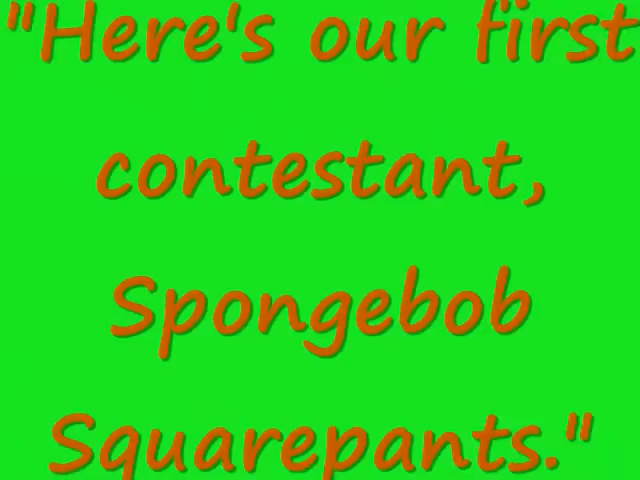 "Here's our first
contestant,
Spongebob
Squarepants."